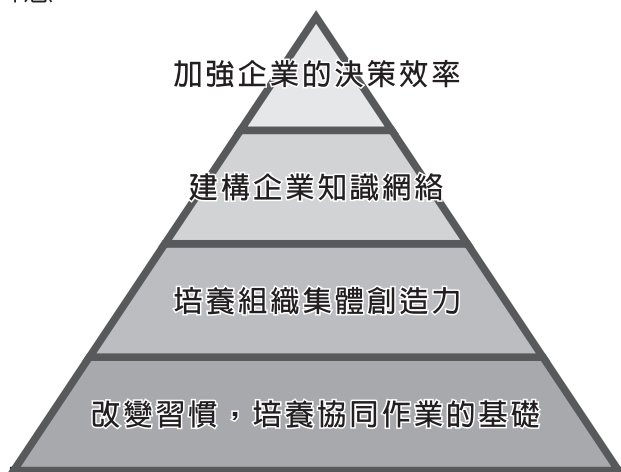 加強企業的決策效率
建構企業知識網絡
培養組織集體創造力
改變習慣，培養協同作業的基礎